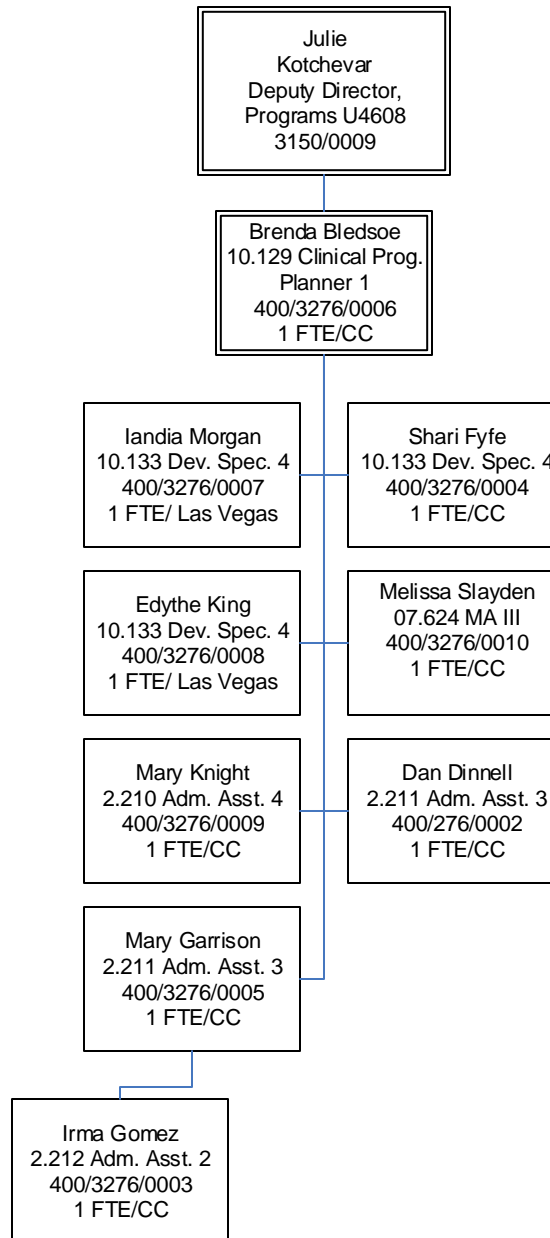 Julie
Kotchevar
Deputy Director,
Programs U4608
3150/0009
Brenda Bledsoe
10.129 Clinical Prog.
Planner 1
400/3276/0006
1 FTE/CC
Iandia Morgan
10.133 Dev. Spec. 4
400/3276/0007
1 FTE/ Las Vegas
Shari Fyfe
10.133 Dev. Spec. 4
400/3276/0004
1 FTE/CC
Edythe King
10.133 Dev. Spec. 4
400/3276/0008
1 FTE/ Las Vegas
Melissa Slayden
07.624 MA III
400/3276/0010
1 FTE/CC
Mary Knight
2.210 Adm. Asst. 4
400/3276/0009
1 FTE/CC
Dan Dinnell
2.211 Adm. Asst. 3
400/276/0002
1 FTE/CC
Mary Garrison
2.211 Adm. Asst. 3
400/3276/0005
1 FTE/CC
Irma Gomez
2.212 Adm. Asst. 2
400/3276/0003
1 FTE/CC